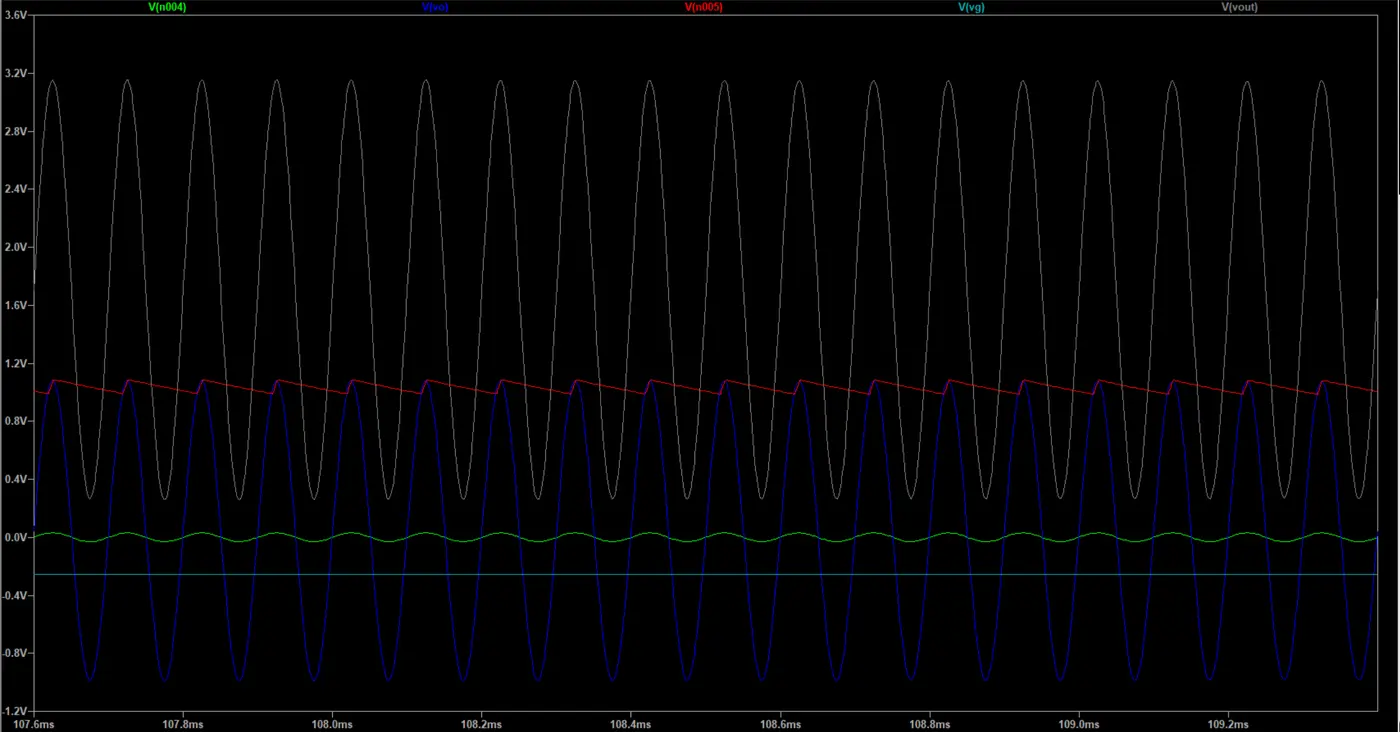 V(n004) V(vo) V(n005) V(vg) V(vout)
3.6V
3.2V
2.8V
2.4V
2.0V
1.6V
1.2V
0.8V
0.4V
0.0V
-0.4V
-0.8V
-1.2V
107.6ms 107.8ms 108.0ms 108.2ms 108.4ms 108.6ms 108.8ms 109.0ms 109.2ms